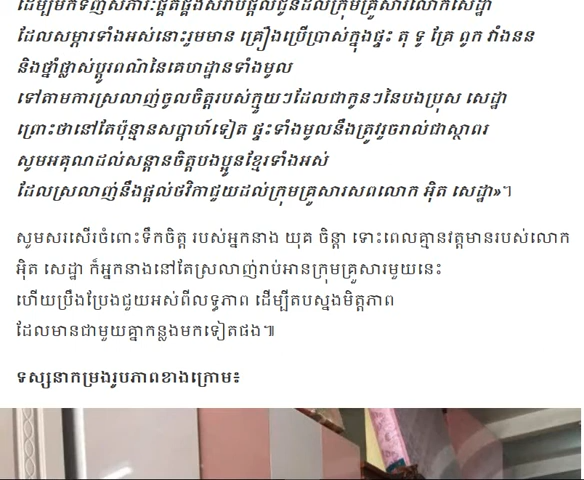 ដើម្បីមកទិញសម្ភារៈផ្គត់ផ្គង់សំរាប់ផ្តល់ជូនដល់ក្រុមគ្រួសារលោកសេដ្ឋា
ដែលសម្ភារទាំងអស់នោះរួមមាន គ្រឿងប្រើប្រាស់ក្នុងផ្ទះ តុ ទូ គ្រែ ពូក វាំងនន
និងថ្នាំផ្លាស់ប្តូរពណ៌នៃគេហដ្ឋានទាំងមូល
ទៅតាមការស្រលាញ់ចូលចិត្តរបស់ក្មួយៗដែលជាកូនៗនៃបងប្រុស សេដ្ឋា
ព្រោះថានៅតែប៉ុន្មានសប្តាហ៍ទៀត ផ្ទះទាំងមូលនឹងត្រូវរួចរាល់ជាស្ថាពរ
សូមអគុណដល់សន្តានចិត្តបងប្អូនខ្មែរទាំងអស់
ដែលស្រលាញ់នឹងផ្តល់ថវិកាជួយដល់ក្រុមគ្រួសារសពលោក អ៊ិត សេដ្ឋា»។
សូមសរសើរចំពោះទឹកចិត្ត របស់អ្នកនាង យុគ ចិន្តា ទោះពេលគ្មានវត្តមានរបស់លោក
អ៊ិត សេដ្ឋា ក៏អ្នកនាងនៅតែស្រលាញ់រាប់អានក្រុមគ្រួសារមួយនេះ
ហើយប្រឹងប្រែងជួយអស់ពីលទ្ធភាព ដើម្បីតបស្នងមិត្តភាព
ដែលមានជាមួយគ្នាកន្លងមកទៀតផង៕
ទស្សនាកម្រងរូបភាពខាងក្រោម៖